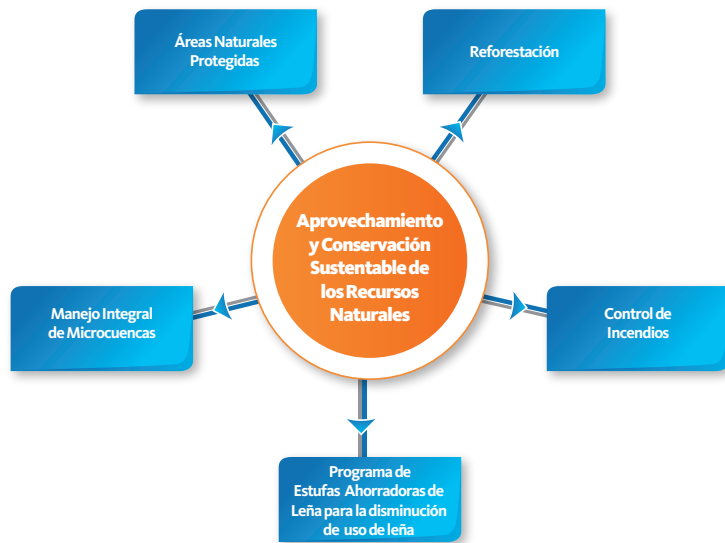 Áreas Naturales
Protegidas
Reforestación
Aprovechamiento
y Conservación
Sustentable de
los Recursos
Naturales
Manejo Integral
de Microcuencas
Control de
Incendios
Programa de
Estufas Ahorradoras de
Leña para la disminución
de uso de leña